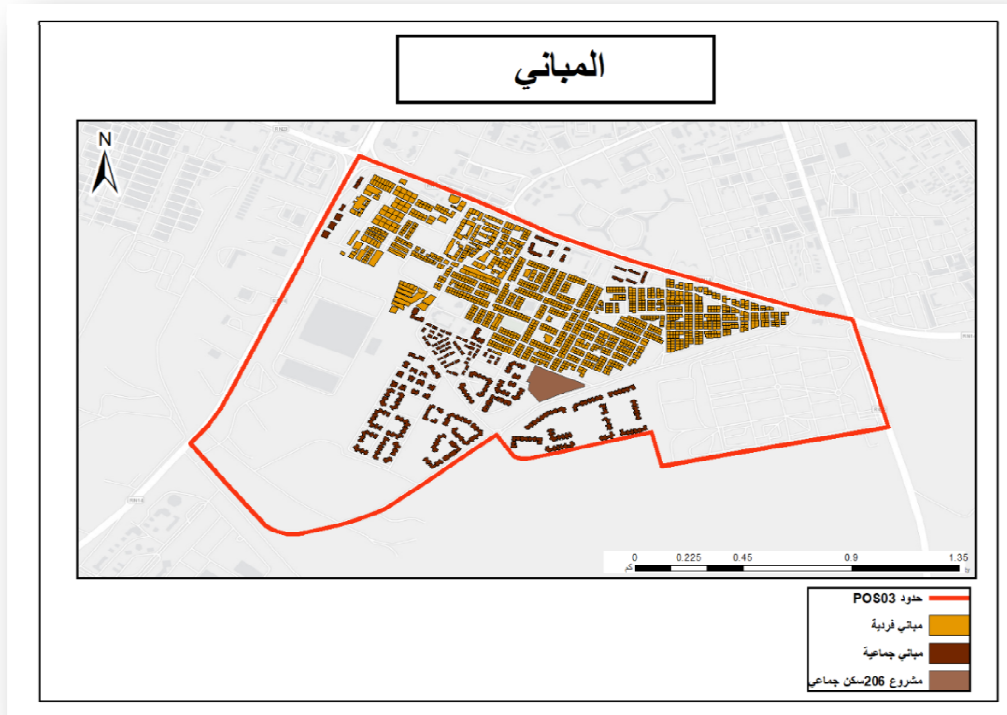 المباني
N
0 0.225 0.45 0.9 1.35
كم
حدود POS03
مباني فردية
مباني جماعية
مشروع 206سكن جماعي